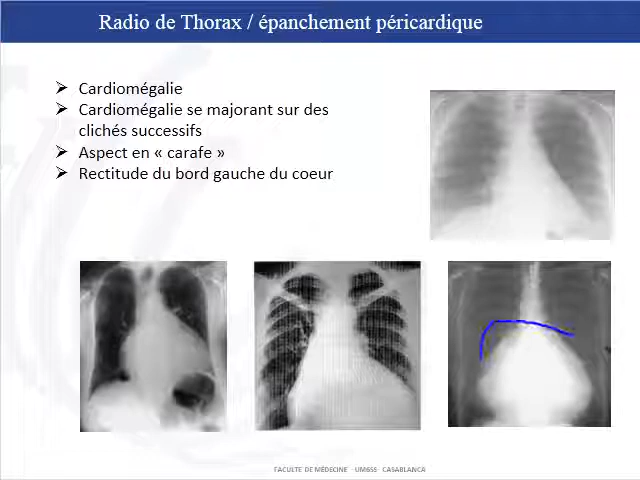 Radio de Thorax / épanchement péricardique
Cardiomégalie
Cardiomégalie se majorant sur des
clichés successifs
Aspect en « carafe »
Rectitude du bord gauche du coeur
FACULTE DE MÉDECINE - UM6SS- CASABLANCA